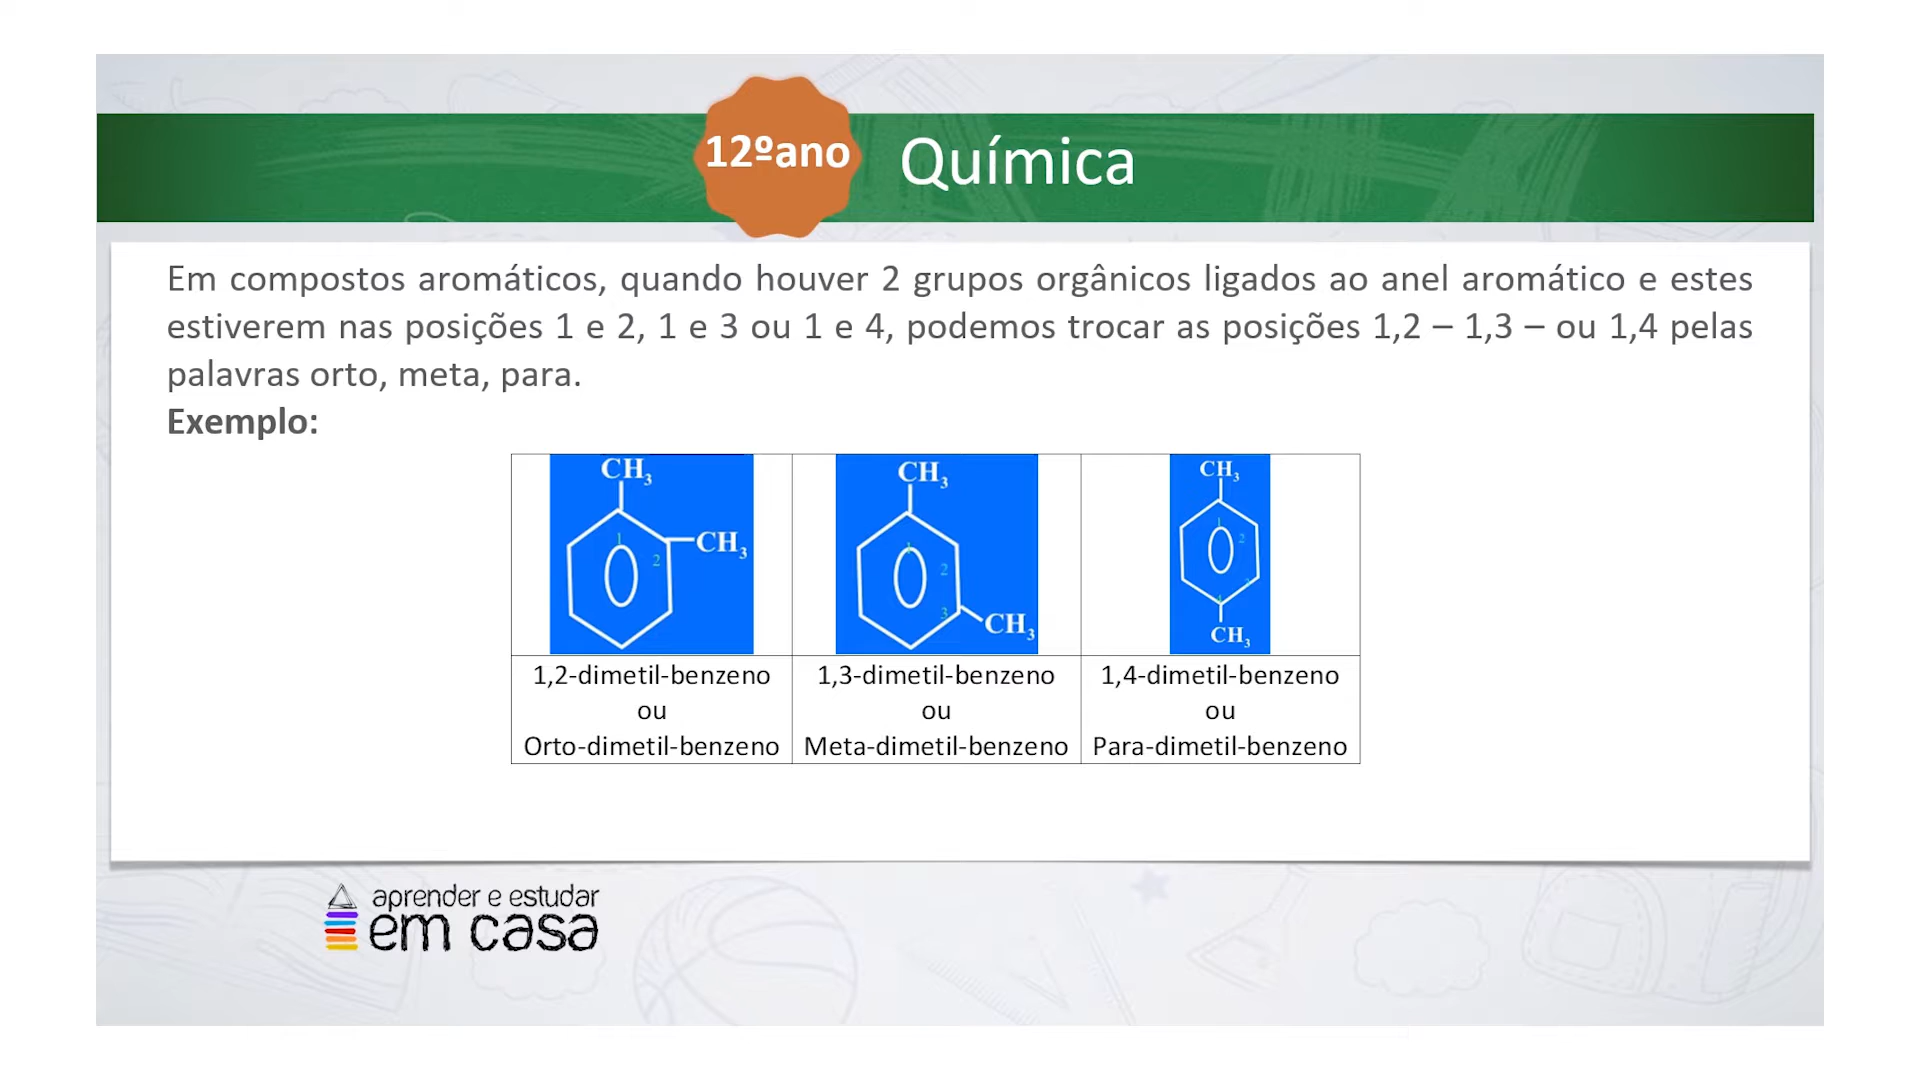 12ºano
Química
Em compostos aromáticos, quando houver 2 grupos orgânicos ligados ao anel aromático e estes
estiverem nas posições 1 e 2, 1 e 3 ou 1 e 4, podemos trocar as posições 1,2 – 1,3 – ou 1,4 pelas
palavras orto, meta, para.
Exemplo:
CH3
1
2
CH3
CH3
1
2
3
CH3
CH3
1
2
3
4
CH3
1,2-dimetil-benzeno
ou
Orto-dimetil-benzeno
1,3-dimetil-benzeno
ou
Meta-dimetil-benzeno
1,4-dimetil-benzeno
ou
Para-dimetil-benzeno
aprender e estudar
em casa